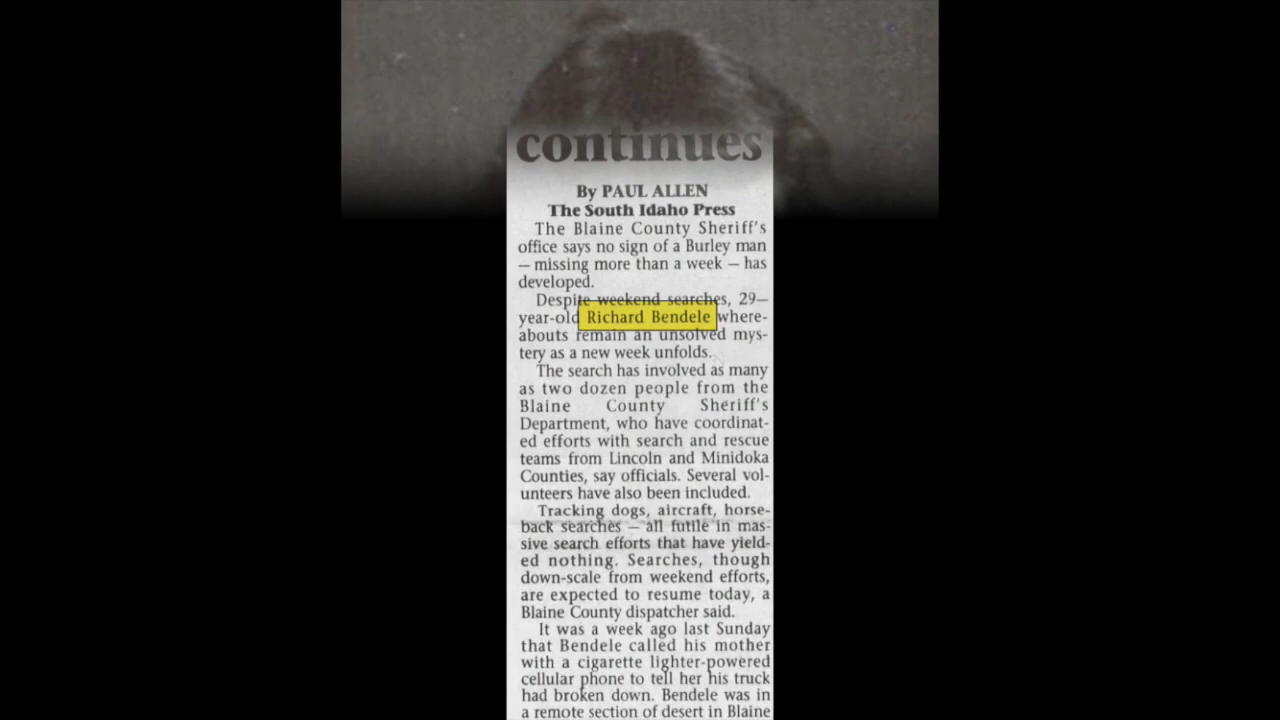 continues
By PAUL ALLEN
The South Idaho Press
The Blaine County Sheriff's
office says no sign of a Burley man
— missing more than a week — has
developed.
Despite weekend searches, 29—
year-old Richard Bendele where-
abouts remain an unsolved mys-
tery as a new week unfolds.
The search has involved as many
as two dozen people from the
Blaine County Sheriff's
Department, who have coordinat-
ed efforts with search and rescue
teams from Lincoln and Minidoka
Counties, say officials. Several vol-
unteers have also been included.
Tracking dogs, aircraft, horse-
back searches — all futile in mas-
sive search efforts that have yield-
ed nothing. Searches, though
down-scale from weekend efforts,
are expected to resume today, a
Blaine County dispatcher said.
It was a week ago last Sunday
that Bendele called his mother
with a cigarette lighter-powered
cellular phone to tell her his truck
had broken down. Bendele was in
a remote section of desert in Blaine